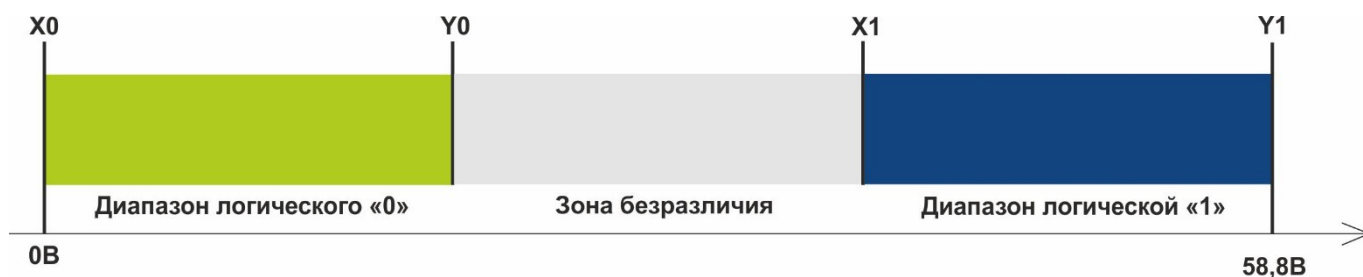 X0 Y0 X1 Y1
Диапазон логического «0» Зона безразличия Диапазон логической «1»
0В 58,8В